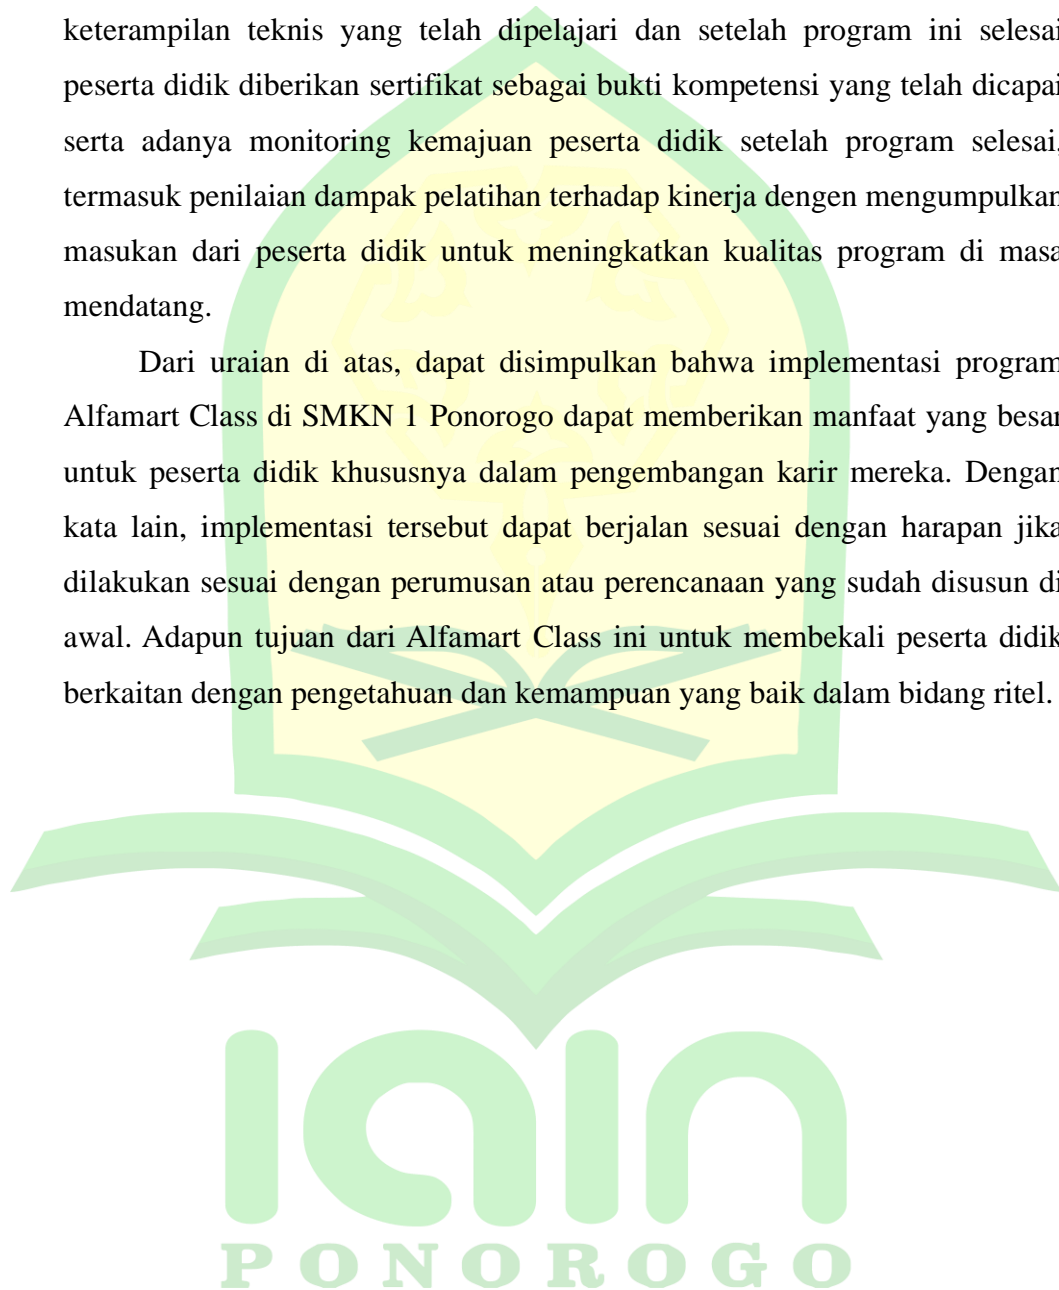 keterampilan teknis yang telah dipelajari dan setelah program ini selesai
peserta didik diberikan sertifikat sebagai bukti kompetensi yang telah dicapai
serta adanya monitoring kemajuan peserta didik setelah program selesai,
termasuk penilaian dampak pelatihan terhadap kinerja dengen mengumpulkan
masukan dari peserta didik untuk meningkatkan kualitas program di masa
mendatang.
Dari uraian di atas, dapat disimpulkan bahwa implementasi program
Alfamart Class di SMKN 1 Ponorogo dapat memberikan manfaat yang besar
untuk peserta didik khususnya dalam pengembangan karir mereka. Dengan
kata lain, implementasi tersebut dapat berjalan sesuai dengan harapan jika
dilakukan sesuai dengan perumusan atau perencanaan yang sudah disusun di
awal. Adapun tujuan dari Alfamart Class ini untuk membekali peserta didik
berkaitan dengan pengetahuan dan kemampuan yang baik dalam bidang ritel.
iain
PONOROGO